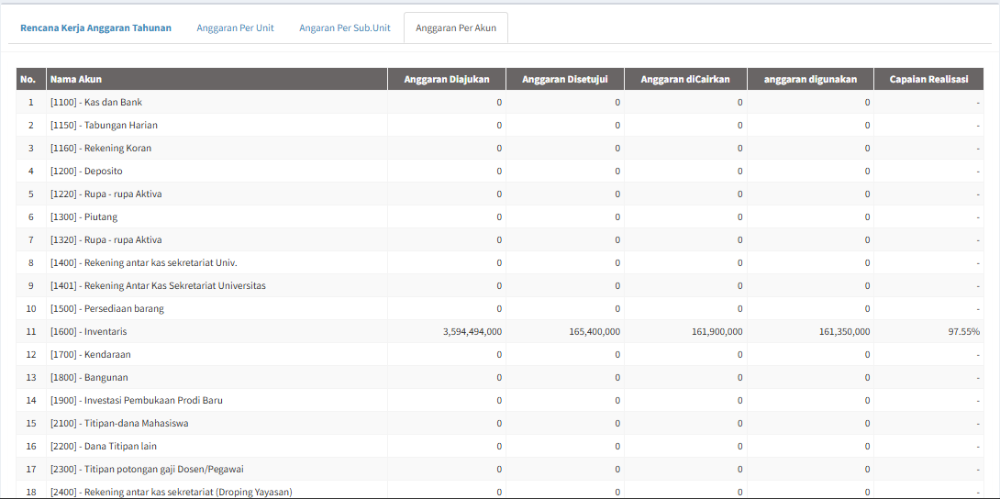 Rencana Kerja Anggaran Tahunan Anggaran Per Unit Angaran Per Sub.Unit Anggaran Per Akun
No. Nama Akun Anggaran Diajukan Anggaran Disetujui Anggaran diCairkan anggaran digunakan Capaian Realisasi
1 [1100] - Kas dan Bank 0 0 0 0 -
2 [1150] - Tabungan Harian 0 0 0 0 -
3 [1160] - Rekening Koran 0 0 0 0 -
4 [1200] - Deposito 0 0 0 0 -
5 [1220] - Rupa - rupa Aktiva 0 0 0 0 -
6 [1300] - Piutang 0 0 0 0 -
7 [1320] - Rupa - rupa Aktiva 0 0 0 0 -
8 [1400] - Rekening antar kas sekretariat Univ. 0 0 0 0 -
9 [1401] - Rekening Antar Kas Sekretariat Universitas 0 0 0 0 -
10 [1500] - Persediaan barang 0 0 0 0 -
11 [1600] - Inventaris 3,594,494,000 165,400,000 161,900,000 161,350,000 97.55%
12 [1700] - Kendaraan 0 0 0 0 -
13 [1800] - Bangunan 0 0 0 0 -
14 [1900] - Investasi Pembukaan Prodi Baru 0 0 0 0 -
15 [2100] - Titipan-dana Mahasiswa 0 0 0 0 -
16 [2200] - Dana Titipan lain 0 0 0 0 -
17 [2300] - Titipan potongan gaji Dosen/Pegawai 0 0 0 0 -
18 [2400] - Rekening antar kas sekretariat (Droping Yayasan) 0 0 0 0 -